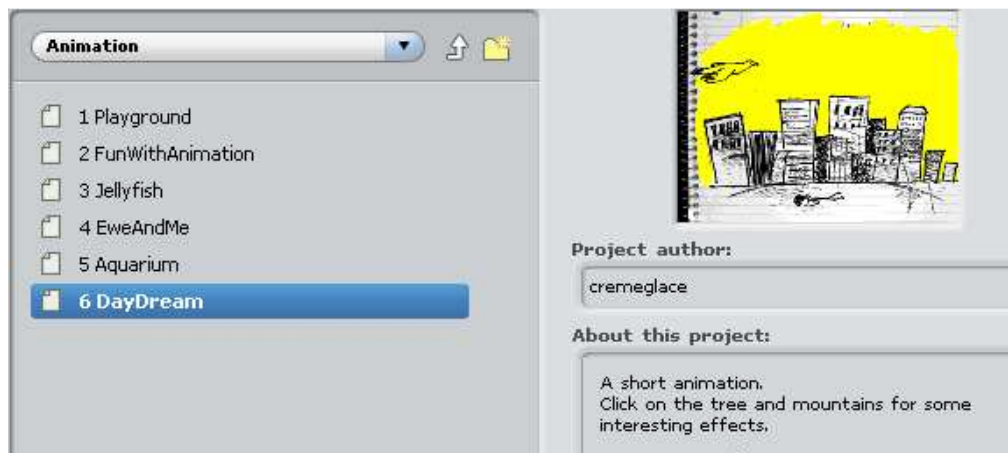 Animation
1 Playground
2 FunWithAnimation
3 Jellyfish
4 EweAndMe
5 Aquarium
6 DayDream
Project author:
cremeglace
About this project:
A short animation.
Click on the tree and mountains for some
interesting effects.